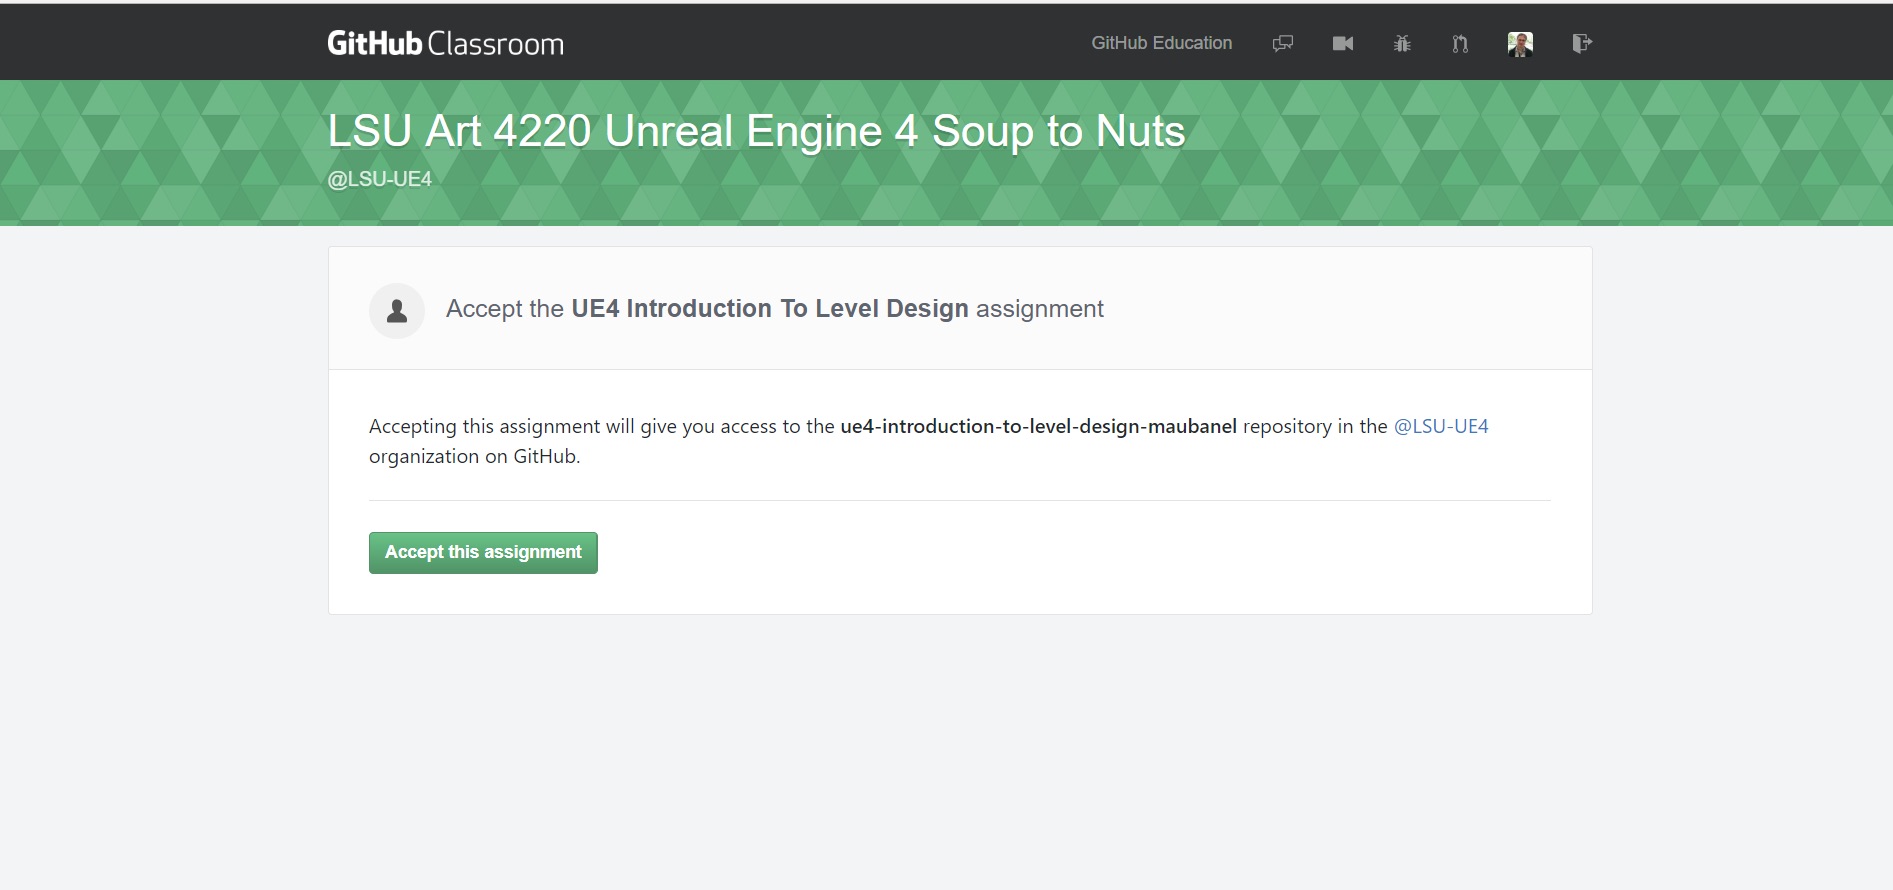 GitHub Classroom
GitHub Education
LSU Art 4220 Unreal Engine 4 Soup to Nuts
@LSU-UE4
Accept the UE4 Introduction To Level Design assignment
Accepting this assignment will give you access to the ue4-introduction-to-level-design-maubanel repository in the @LSU-UE4
organization on GitHub.
Accept this assignment